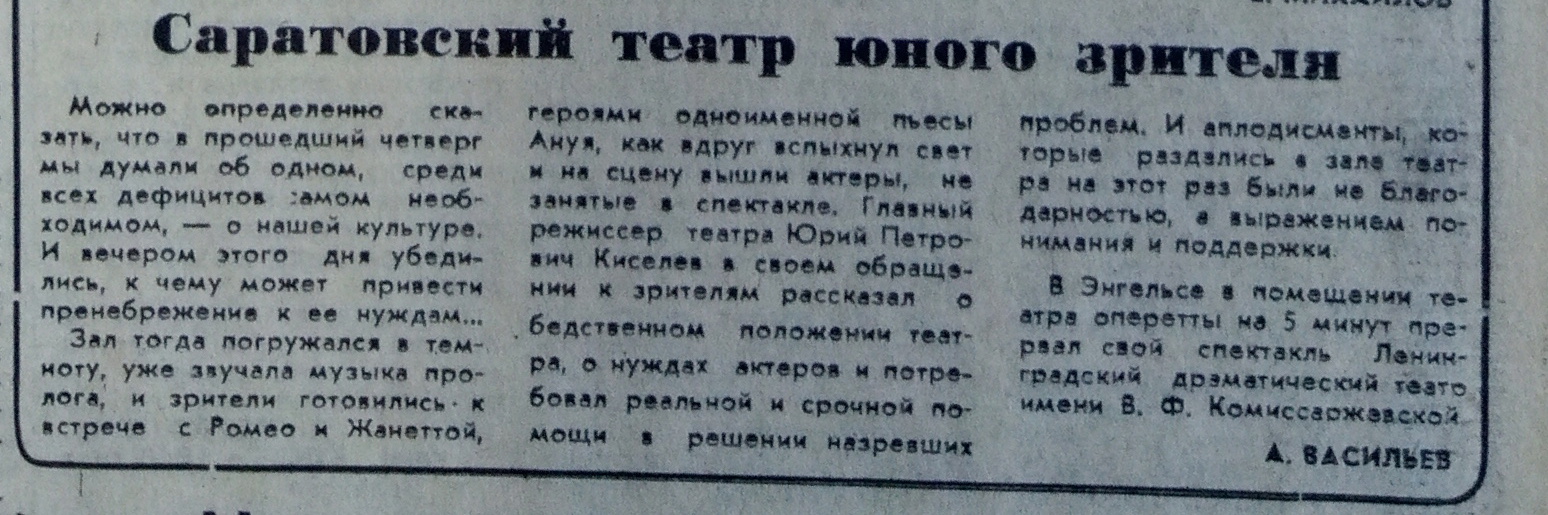 Саратовский театр юного зрителя
Можно определенно ска-
зать, что в прошедший четверг
мы думали об одном, среди
всех дефицитов самом необ-
ходимом, — о нашей культуре.
И вечером этого дня убеди-
лись, к чему может привести
пренебрежение к ее нуждам...
Зал тогда погружался в тем-
ноту, уже звучала музыка про-
лога, и зрители готовились к
встрече с Ромео и Жанеттой,
героями одноименной пьесы
Ануя, как вдруг вспыхнул свет
и на сцену вышли актеры, не
занятые в спектакле. Главный
режиссер театра Юрий Петро-
вич Киселев в своем обраще-
нии к зрителям рассказал о
бедственном положении теат-
ра, о нуждах актеров и потре-
бовал реальной и срочной по-
мощи в решении назревших
проблем. И аплодисменты, ко-
торые раздались в зале теат-
ра на этот раз были не благо-
дарностью, а выражением по-
нимания и поддержки.
В Энгельсе в помещении те-
атра оперетты на 5 минут пре-
рвал свой спектакль Ленин-
градский драматический театр
имени В. Ф. Комиссаржевской
А. ВАСИЛЬЕВ